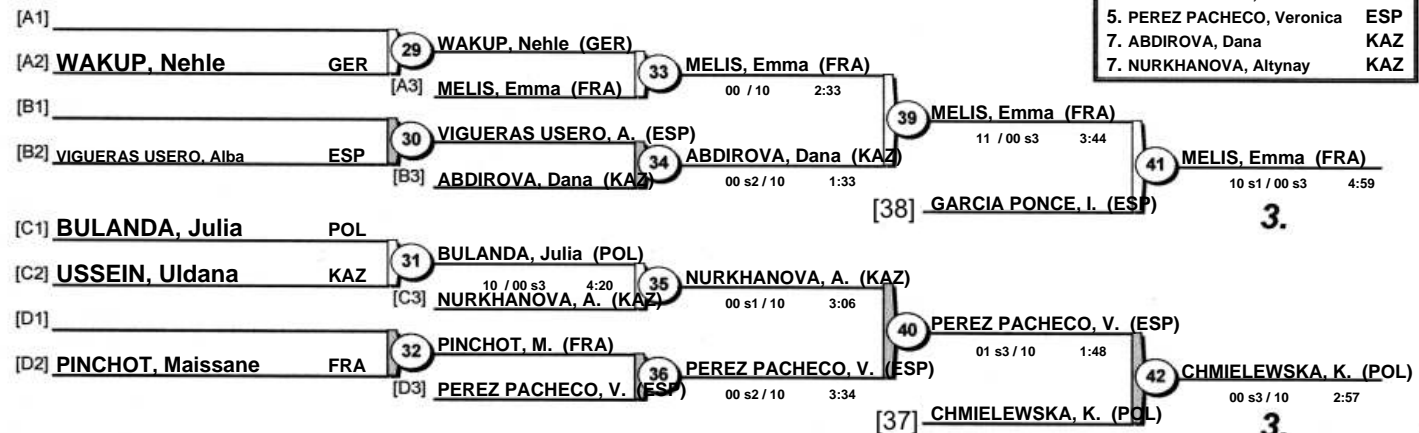 [A1]
[A2] WAKUP, Nehle GER
29
WAKUP, Nehle (GER)
[A3] MELIS, Emma (FRA)
33
MELIS, Emma (FRA)
00 / 10 2:33
[B1]
[B2] VIGUERAS USERO, Alba ESP
30
VIGUERAS USERO, A. (ESP)
[B3] ABDIROVA, Dana (KAZ)
34
ABDIROVA, Dana (KAZ)
00 s2 / 10 1:33
39
MELIS, Emma (FRA)
11 / 00 s3 3:44
[38] GARCIA PONCE, I. (ESP)
41
MELIS, Emma (FRA)
10 s1 / 00 s3 4:59
3.
[C1] BULANDA, Julia POL
[C2] USSEIN, Uldana KAZ
31
BULANDA, Julia (POL)
10 / 00 s3 4:20
[C3] NURKHANOVA, A. (KAZ)
35
NURKHANOVA, A. (KAZ)
00 s1 / 10 3:06
[D1]
[D2] PINCHOT, Maissane FRA
32
PINCHOT, M. (FRA)
[D3] PEREZ PACHECO, V. (ESP)
36
PEREZ PACHECO, V. (ESP)
00 s2 / 10 3:34
40
PEREZ PACHECO, V. (ESP)
01 s3 / 10 1:48
[37] CHMIELEWSKA, K. (POL)
42
CHMIELEWSKA, K. (POL)
00 s3 / 10 2:57
3.
5. PEREZ PACHECO, Veronica ESP
7. ABDIROVA, Dana KAZ
7. NURKHANOVA, Altynay KAZ